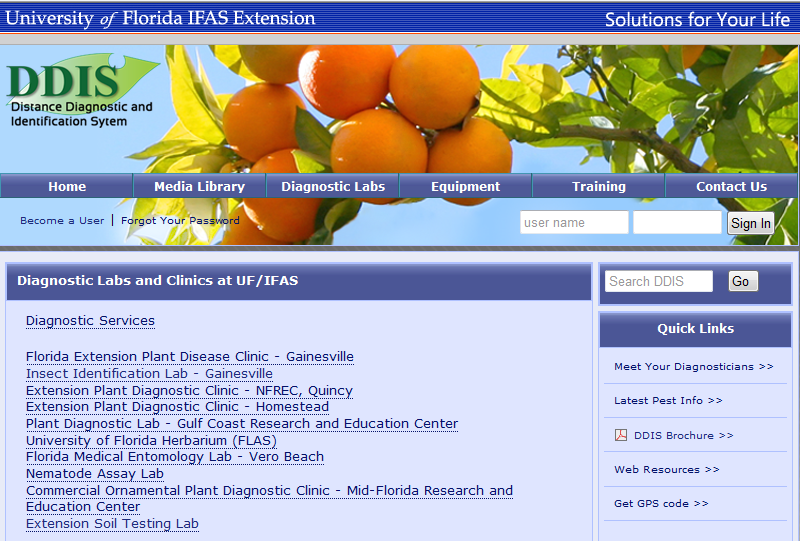 University of Florida IFAS Extension
Solutions for Your Life
DDIS
Distance Diagnostic and
Identification Sytem
Home
Media Library
Diagnostic Labs
Equipment
Training
Contact Us
Become a User | Forgot Your Password
user name
Sign In
Diagnostic Labs and Clinics at UF/IFAS
Search DDIS
Go
Diagnostic Services
Florida Extension Plant Disease Clinic - Gainesville
Insect Identification Lab - Gainesville
Extension Plant Diagnostic Clinic - NFREC, Quincy
Extension Plant Diagnostic Clinic - Homestead
Plant Diagnostic Lab - Gulf Coast Research and Education Center
University of Florida Herbarium (FLAS)
Florida Medical Entomology Lab - Vero Beach
Nematode Assay Lab
Commercial Ornamental Plant Diagnostic Clinic - Mid-Florida Research and
Education Center
Extension Soil Testing Lab
Quick Links
Meet Your Diagnosticians >>
Latest Pest Info >>
DDIS Brochure >>
Web Resources >>
Get GPS code >>